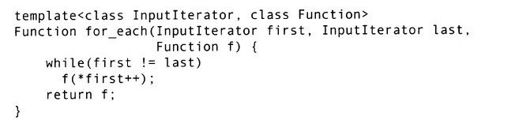 template<class InputIterator, class Function>
Function for_each(InputIterator first, InputIterator last,
                  Function f) {
    while(first != last)
      f(*first++);
    return f;
}